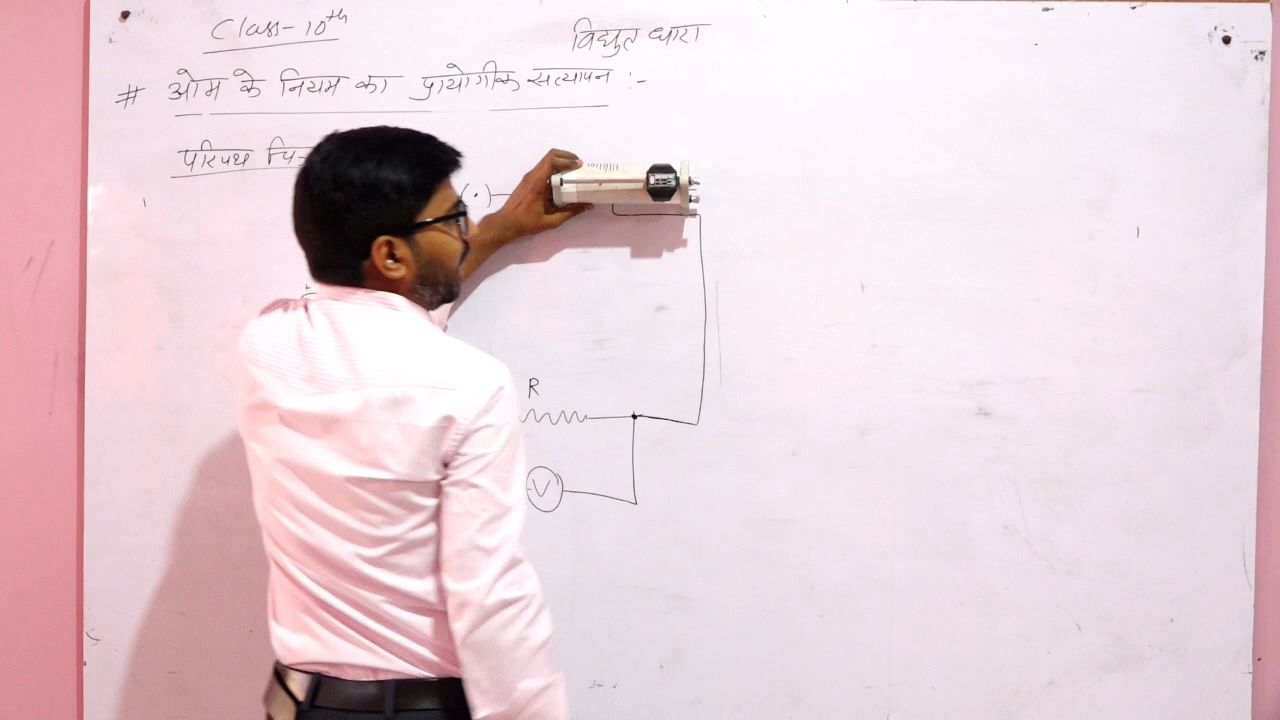 Class-10th
विद्युत धारा
# ओम के नियम का प्रायोगीक सत्यापन :-
परिपथ
(·)
+
R
V